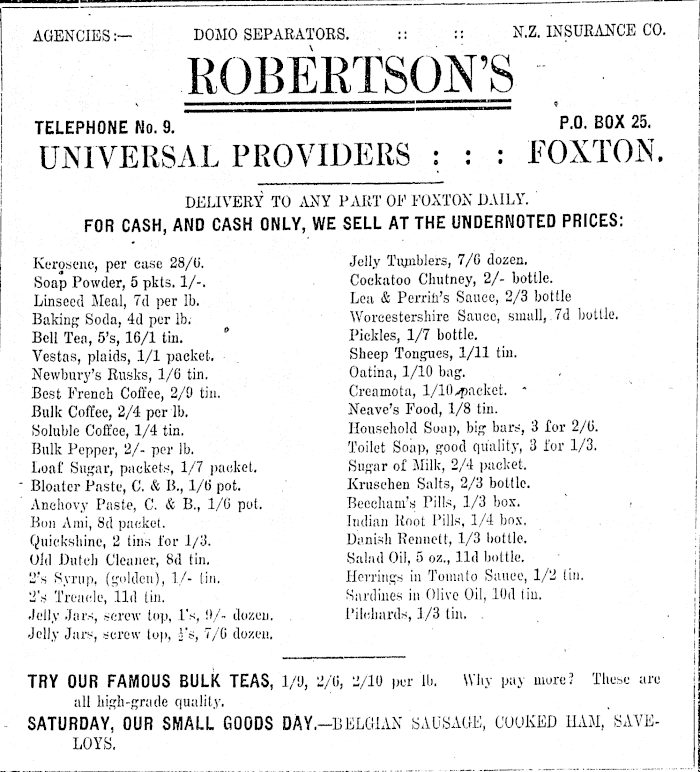 AGENCIES:— DOMO SEPARATORS. :: :: N.Z. INSURANCE CO.
ROBERTSON'S
TELEPHONE No. 9. P.O. BOX 25.
UNIVERSAL PROVIDERS : : : FOXTON.
DELIVERY TO ANY PART OF FOXTON DAILY.
FOR CASH, AND CASH ONLY, WE SELL AT THE UNDERNOTED PRICES:
Kerosene, per case 28/6.
Soap Powder, 5 pkts. 1/-.
Linseed Meal, 7d per lb.
Baking Soda, 4d per lb.
Bell Tea, 5's, 16/1 tin.
Vestas, plaids, 1/1 packet.
Newbury's Rusks, 1/6 tin.
Best French Coffee, 2/9 tin.
Bulk Coffee, 2/4 per lb.
Soluble Coffee, 1/4 tin.
Bulk Pepper, 2/- per lb.
Loaf Sugar, packets, 1/7 packet.
Bloater Paste, C. & B., 1/6 pot.
Anchovy Paste, C. & B., 1/6 pot.
Bon Ami, 8d packet.
Quickshine, 2 tins for 1/3.
Old Dutch Cleaner, 8d tin.
2's Syrup, (golden), 1/- tin.
2's Treacle, 11d tin.
Jelly Jars, screw top, 1's, 9/- dozen.
Jelly Jars, screw top, ½'s, 7/6 dozen.
Jelly Tumblers, 7/6 dozen.
Cockatoo Chutney, 2/- bottle.
Lea & Perrin's Sauce, 2/3 bottle
Worcestershire Sauce, small, 7d bottle.
Pickles, 1/7 bottle.
Sheep Tongues, 1/11 tin.
Oatina, 1/10 bag.
Creamota, 1/10 packet.
Neave's Food, 1/8 tin.
Household Soap, big bars, 3 for 2/6.
Toilet Soap, good quality, 3 for 1/3.
Sugar of Milk, 2/4 packet.
Kruschen Salts, 2/3 bottle.
Beecham's Pills, 1/3 box.
Indian Root Pills, 1/4 box.
Danish Rennett, 1/3 bottle.
Salad Oil, 5 oz., 11d bottle.
Herrings in Tomato Sauce, 1/2 tin.
Sardines in Olive Oil, 10d tin.
Pilchards, 1/3 tin.
TRY OUR FAMOUS BULK TEAS, 1/9, 2/6, 2/10 per lb. Why pay more? These are
all high-grade quality.
SATURDAY, OUR SMALL GOODS DAY.—BELGIAN SAUSAGE, COOKED HAM, SAVE-
LOYS.